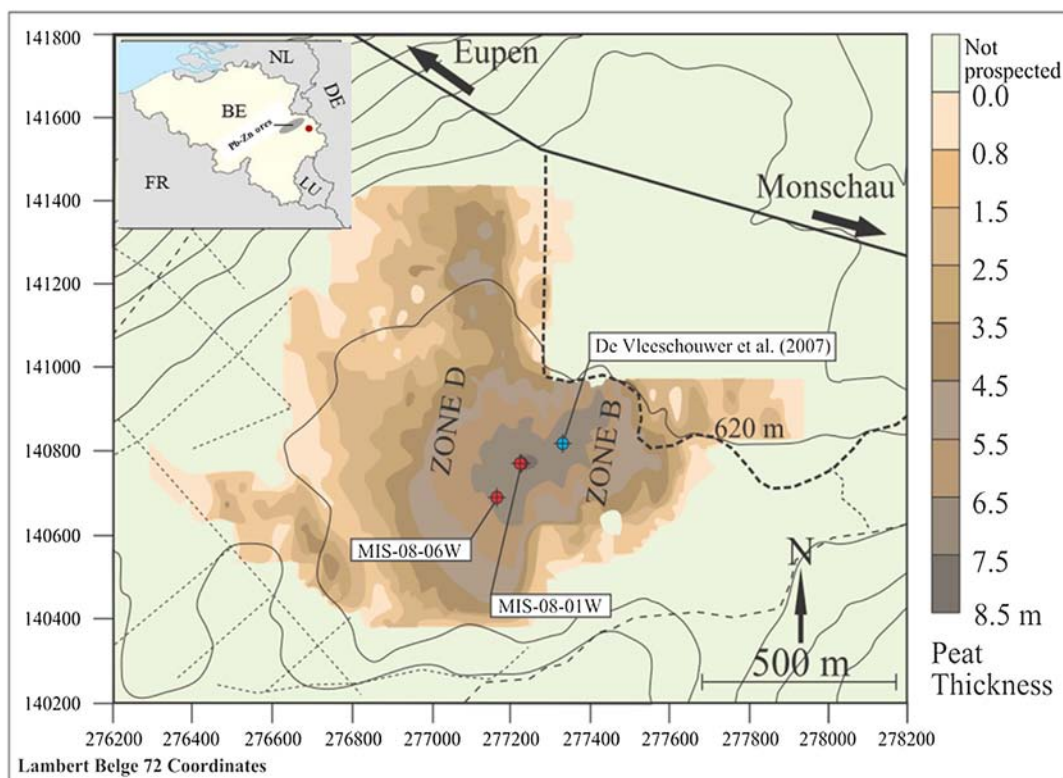 141800
141600
141400
141200
141000
140800
140600
140400
140200
NL
DE
BE
Pb-Zn ores
FR
LU
Eupen
Monschau
De Vleeschouwer et al. (2007)
ZONE D
ZONE B
620 m
MIS-08-06W
MIS-08-01W
N
500 m
Not
prospected
0.0
0.8
1.5
2.5
3.5
4.5
5.5
6.5
7.5
8.5 m
Peat
Thickness
276200 276400 276600 276800 277000 277200 277400 277600 277800 278000 278200
Lambert Belge 72 Coordinates